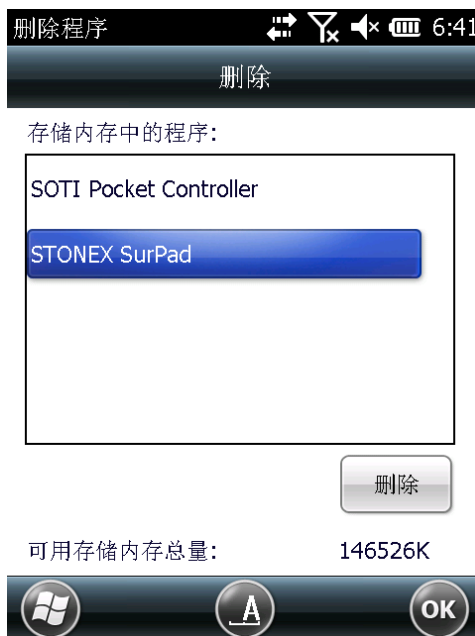 删除程序 6:41
删除
存储内存中的程序:
SOTI Pocket Controller
STONEX SurPad
删除
可用存储内存总量: 146526K
A OK